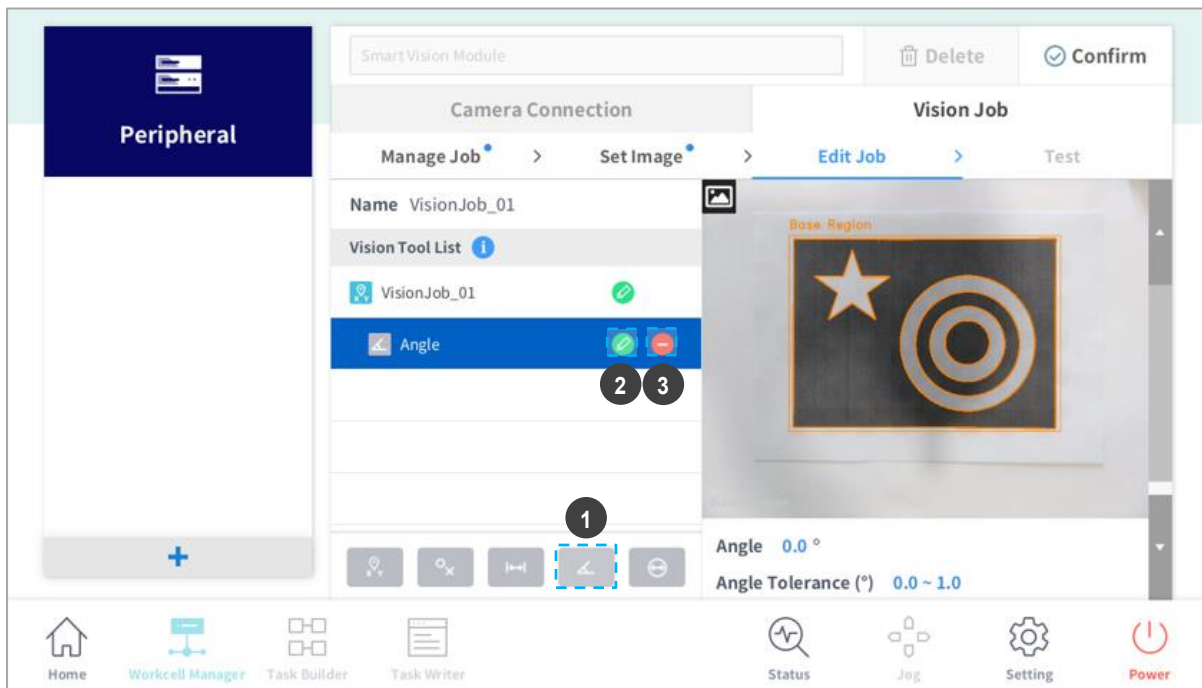 Peripheral
Smart Vision Module
Delete
Confirm
Camera Connection
Vision Job
Manage Job
>
Set Image
>
Edit Job
>
Test
Name VisionJob_01
Vision Tool List i
VisionJob_01
Angle
2 3
1
Base Region
Angle 0.0 °
Angle Tolerance (°) 0.0 ~ 1.0
+
Home
Workcell Manager
Task Builder
Task Writer
Status
Jog
Setting
Power